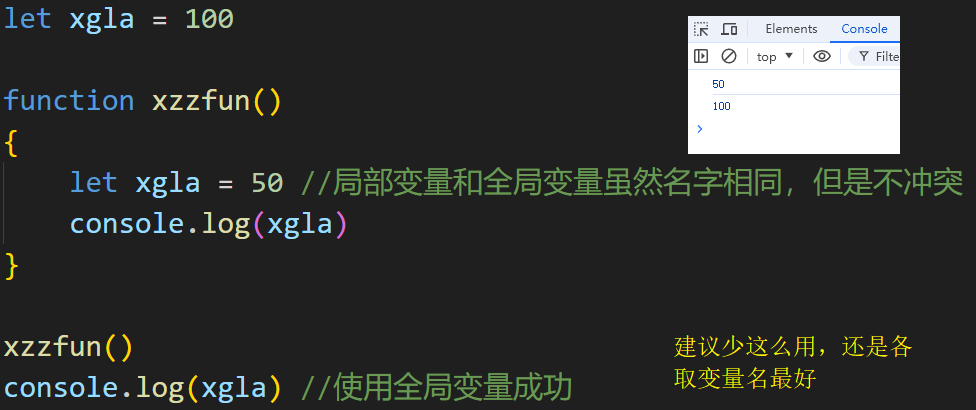 let xgla = 100
Elements Console
top Filte
function xzzfun()
50
100
{
let xgla = 50 //局部变量和全局变量虽然名字相同，但是不冲突
console.log(xgla)
}
xzzfun()
console.log(xgla) //使用全局变量成功
建议少这么用，还是各
取变量名最好